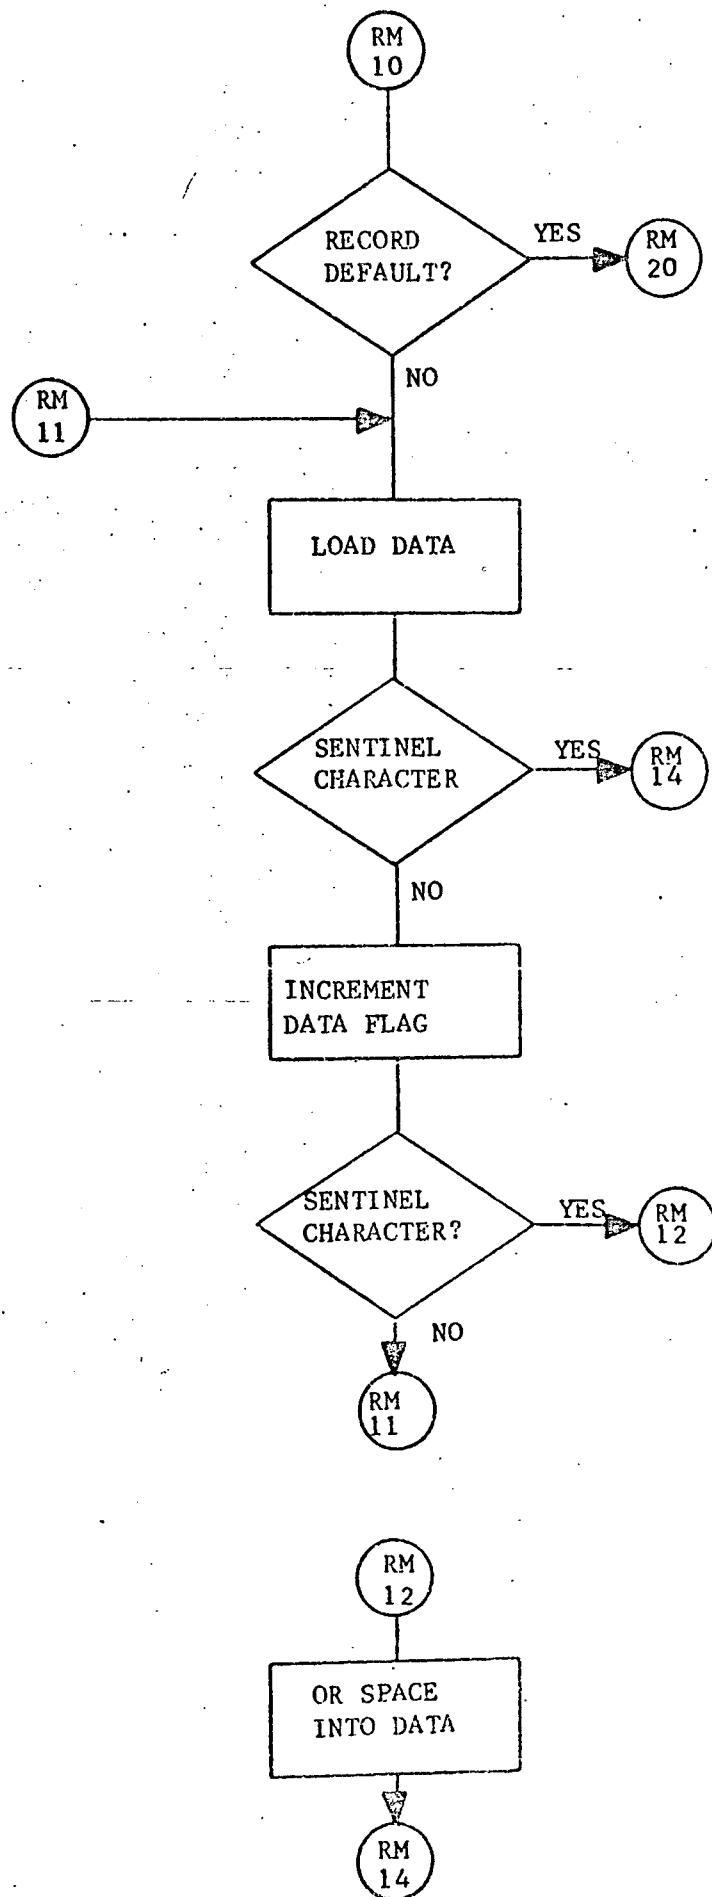 RM
10
RECORD
DEFAULT?
YES
RM
20
NO
RM
11
LOAD DATA
SENTINEL
CHARACTER
YES
RM
14
NO
INCREMENT
DATA FLAG
SENTINEL
CHARACTER?
YES
RM
12
NO
RM
11
RM
12
OR SPACE
INTO DATA
RM
14